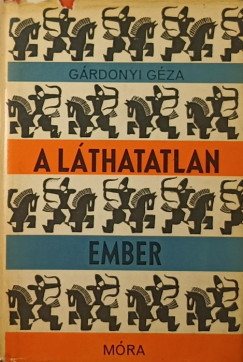 GÁRDONYI GÉZA
A LÁTHATATLAN
EMBER
MÓRA